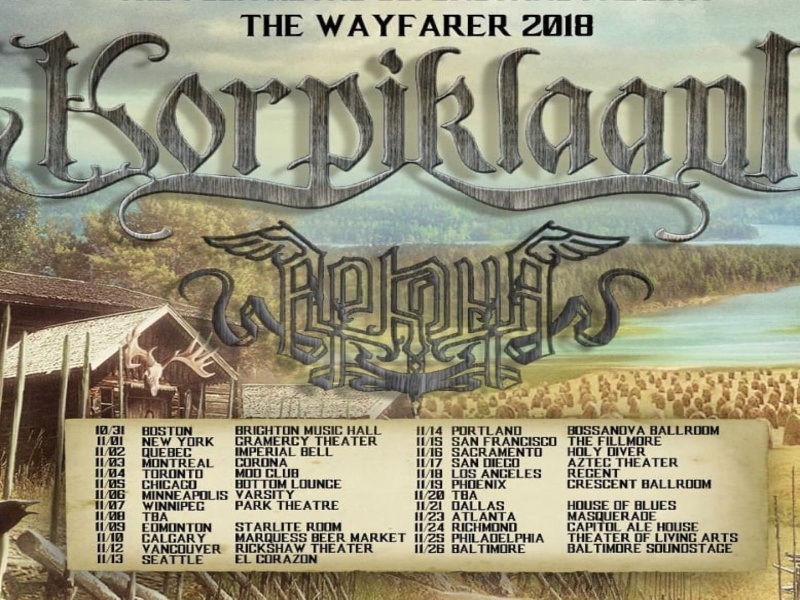 THE WAYFARER 2018
Korpiklaani
АРКОНА
10/31 BOSTON BRIGHTON MUSIC HALL
11/01 NEW YORK GRAMERCY THEATER
11/02 QUEBEC IMPERIAL BELL
11/03 MONTREAL CORONA
11/04 TORONTO MOD CLUB
11/05 CHICAGO BOTTOM LOUNGE
11/06 MINNEAPOLIS VARSITY
11/07 WINNIPEG PARK THEATRE
11/08 TBA
11/09 EDMONTON STARLITE ROOM
11/10 CALGARY MARQUESS BEER MARKET
11/12 VANCOUVER RICKSHAW THEATER
11/13 SEATTLE EL CORAZON
11/14 PORTLAND BOSSANOVA BALLROOM
11/15 SAN FRANCISCO THE FILLMORE
11/16 SACRAMENTO HOLY DIVER
11/17 SAN DIEGO AZTEC THEATER
11/18 LOS ANGELES REGENT
11/19 PHOENIX CRESCENT BALLROOM
11/20 TBA
11/21 DALLAS HOUSE OF BLUES
11/23 ATLANTA MASQUERADE
11/24 RICHMOND CAPITOL ALE HOUSE
11/25 PHILADELPHIA THEATER OF LIVING ARTS
11/26 BALTIMORE BALTIMORE SOUNDSTAGE